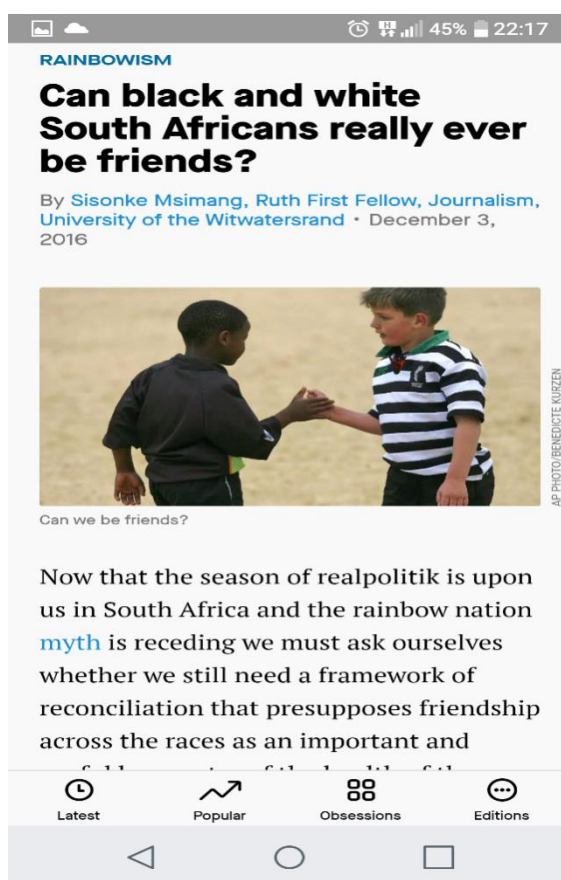 45% 22:17
RAINBOWISM
Can black and white
South Africans really ever
be friends?
By Sisonke Msimang, Ruth First Fellow, Journalism,
University of the Witwatersrand • December 3,
2016
AP PHOTO/BENEDICTE KURZEN
Can we be friends?
Now that the season of realpolitik is upon
us in South Africa and the rainbow nation
myth is receding we must ask ourselves
whether we still need a framework of
reconciliation that presupposes friendship
across the races as an important and
Latest Popular Obsessions Editions